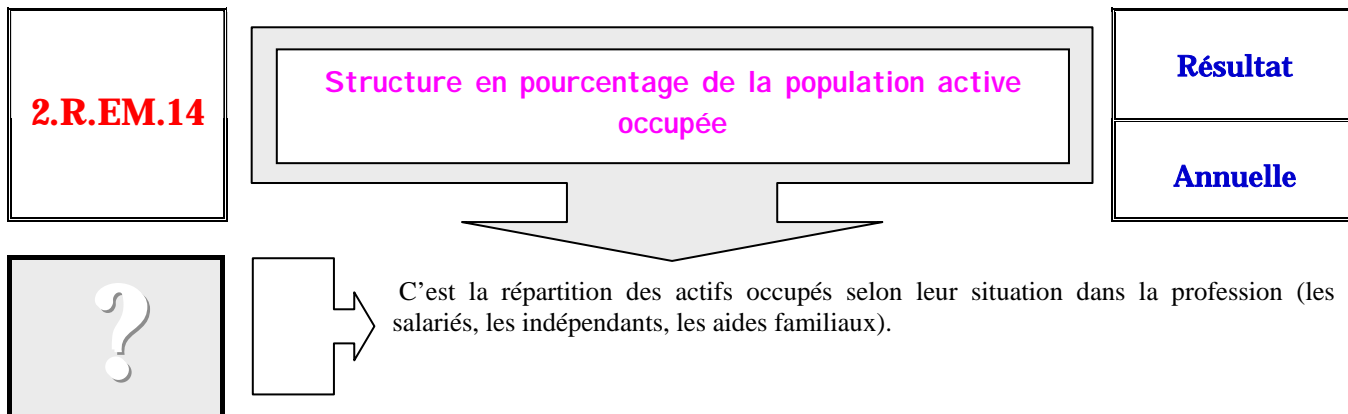 2.R.EM.14
Structure en pourcentage de la population active
occupée
Résultat
Annuelle
?
C’est la répartition des actifs occupés selon leur situation dans la profession (les
salariés, les indépendants, les aides familiaux).